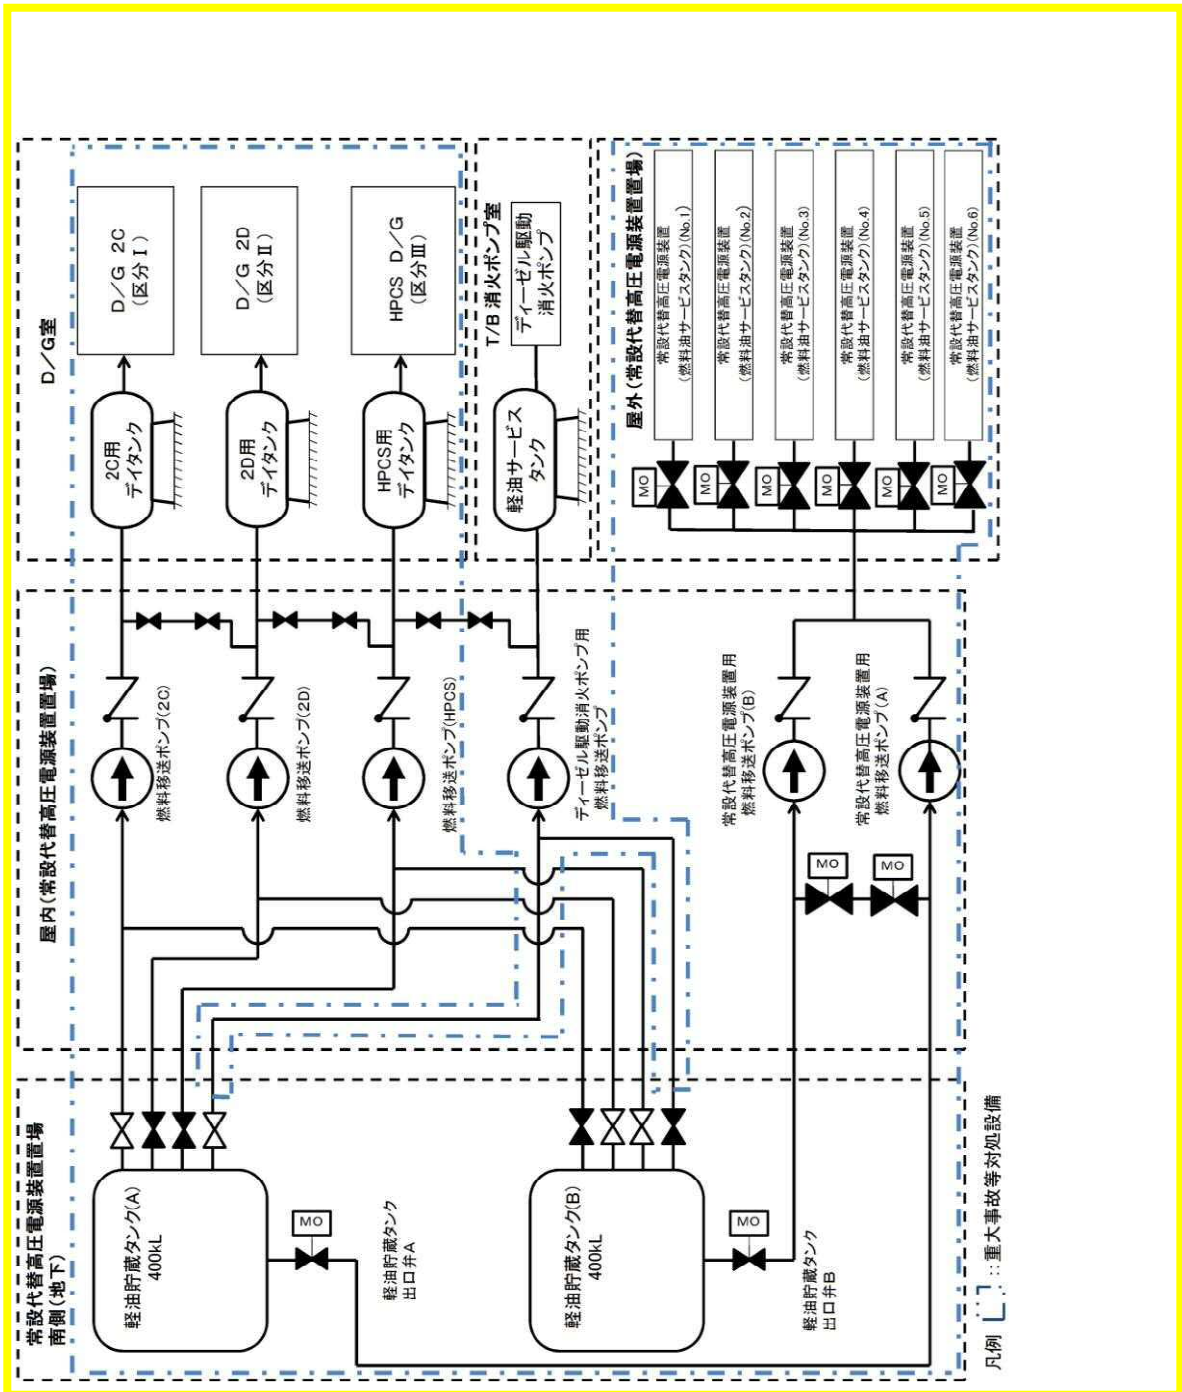 D/G室
D/G 2C
(区分Ⅰ)
D/G 2D
(区分Ⅱ)
HPCS D/G
(区分Ⅲ)
2C用
デイタンク
2D用
デイタンク
HPCS用
デイタンク
T/B 消火ポンプ室
ディーゼル駆動
消火ポンプ
軽油サービス
タンク
屋外(常設代替高圧電源装置置場)
常設代替高圧電源装置
(燃料油サービスタンク)(No.1)
常設代替高圧電源装置
(燃料油サービスタンク)(No.2)
常設代替高圧電源装置
(燃料油サービスタンク)(No.3)
常設代替高圧電源装置
(燃料油サービスタンク)(No.4)
常設代替高圧電源装置
(燃料油サービスタンク)(No.5)
常設代替高圧電源装置
(燃料油サービスタンク)(No.6)
MO
MO
MO
MO
MO
MO
屋内(常設代替高圧電源装置置場)
燃料移送ポンプ(2C)
燃料移送ポンプ(2D)
燃料移送ポンプ(HPCS)
ディーゼル駆動消火ポンプ用
燃料移送ポンプ
常設代替高圧電源装置用
燃料移送ポンプ(B)
常設代替高圧電源装置用
燃料移送ポンプ(A)
MO
MO
常設代替高圧電源装置置場
南側(地下)
軽油貯蔵タンク(A)
400kL
MO
軽油貯蔵タンク
出口弁A
軽油貯蔵タンク(B)
400kL
MO
軽油貯蔵タンク
出口弁B
凡例 :重大事故等対処設備